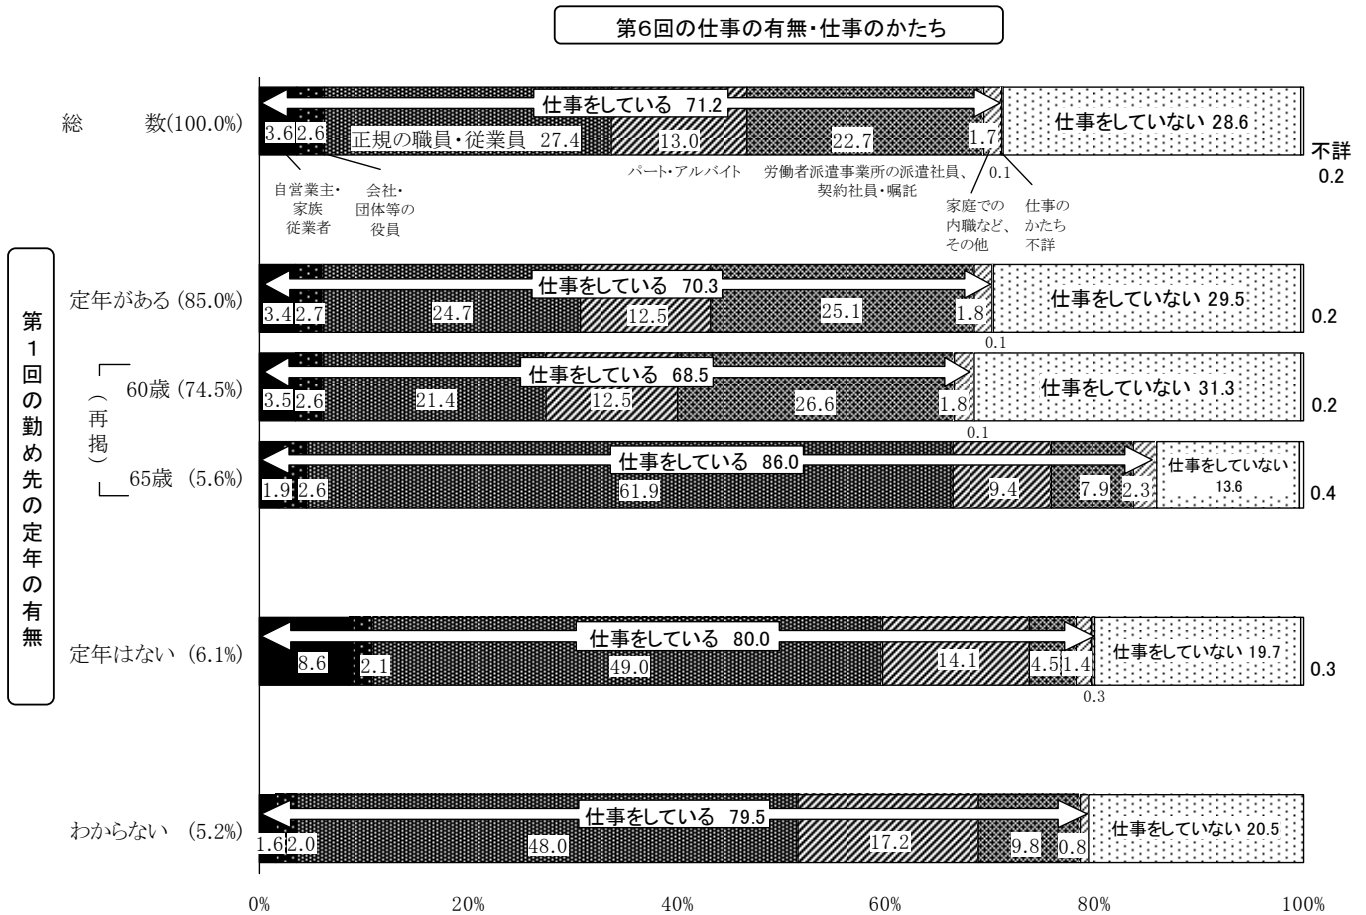 第6回の仕事の有無・仕事のかたち
総　数(100.0%)
仕事をしている 71.2
3.6
2.6
正規の職員・従業員 27.4
13.0
22.7
1.7
仕事をしていない 28.6
不詳
0.2
自営業主・
家族
従業者
会社・
団体等の
役員
パート・アルバイト
労働者派遣事業所の派遣社員、
契約社員・嘱託
0.1
家庭での
内職など、
その他
仕事の
かたち
不詳
第1回の勤め先の定年の有無
定年がある (85.0%)
仕事をしている 70.3
3.4
2.7
24.7
12.5
25.1
1.8
仕事をしていない 29.5
0.2
0.1
(再掲)
60歳 (74.5%)
仕事をしている 68.5
3.5
2.6
21.4
12.5
26.6
1.8
仕事をしていない 31.3
0.2
0.1
65歳 (5.6%)
仕事をしている 86.0
1.9
2.6
61.9
9.4
7.9
2.3
仕事をしていない
13.6
0.4
定年はない (6.1%)
仕事をしている 80.0
8.6
2.1
49.0
14.1
4.5
1.4
仕事をしていない 19.7
0.3
0.3
わからない (5.2%)
仕事をしている 79.5
1.6
2.0
48.0
17.2
9.8
0.8
仕事をしていない 20.5
0%
20%
40%
60%
80%
100%